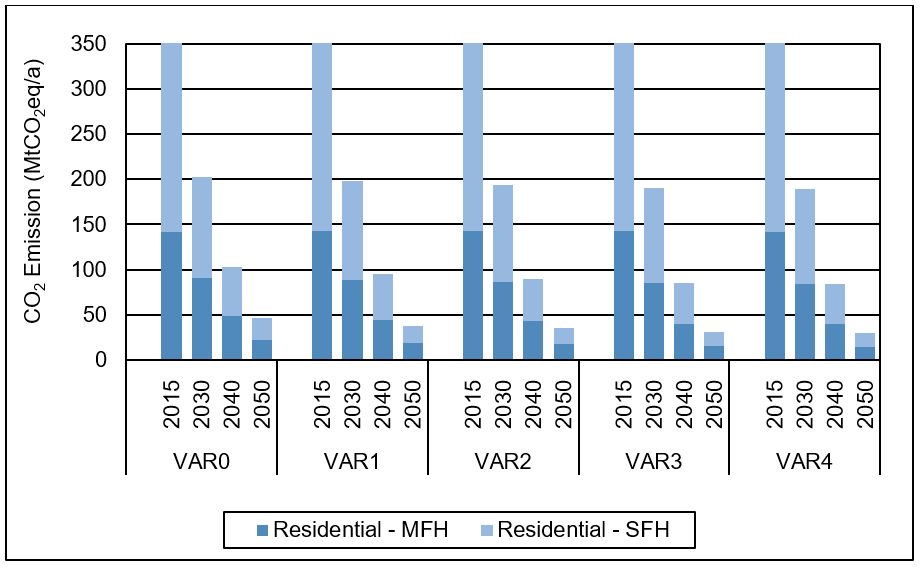 CO₂ Emission (MtCO₂eq/a)
350
300
250
200
150
100
50
0
2015 2030 2040 2050 2015 2030 2040 2050 2015 2030 2040 2050 2015 2030 2040 2050 2015 2030 2040 2050
VAR0 VAR1 VAR2 VAR3 VAR4
Residential - MFH Residential - SFH